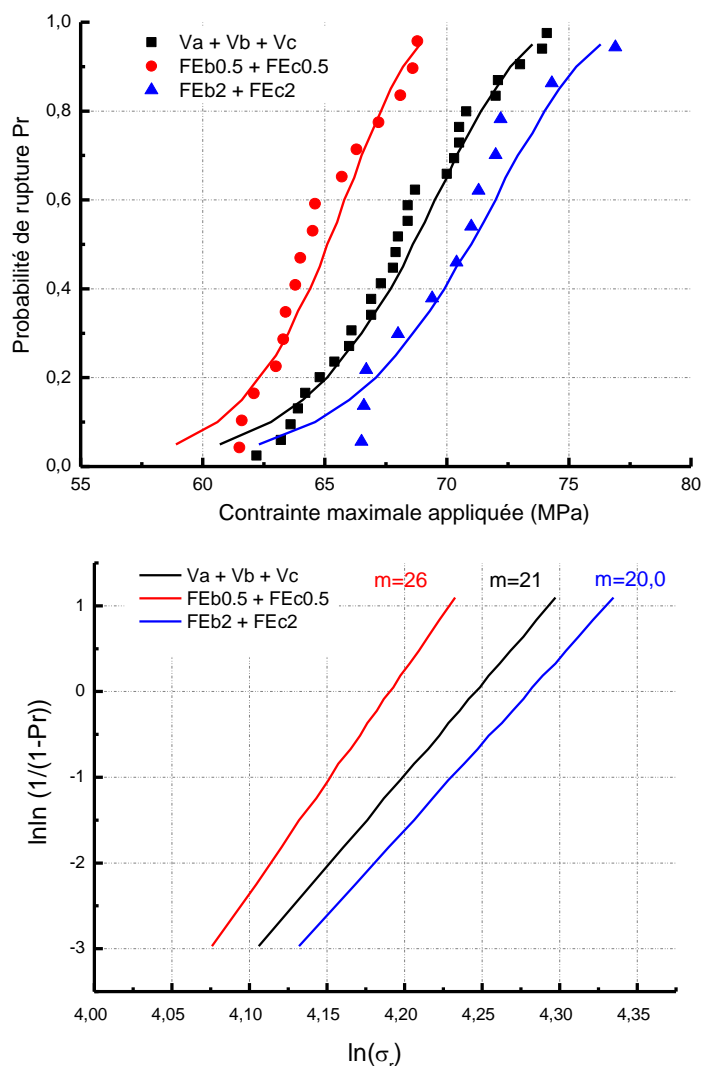 1,0
Va + Vb + Vc
FEb0.5 + FEc0.5
FEb2 + FEc2
0,8
0,6
0,4
0,2
0,0
Probabilité de rupture Pr
55 60 65 70 75 80
Contrainte maximale appliquée (MPa)
Va + Vb + Vc
FEb0.5 + FEc0.5
FEb2 + FEc2
m=26 m=21 m=20,0
1
0
-1
-2
-3
lnln (1/(1-Pr))
4,00 4,05 4,10 4,15 4,20 4,25 4,30 4,35
ln(σr)